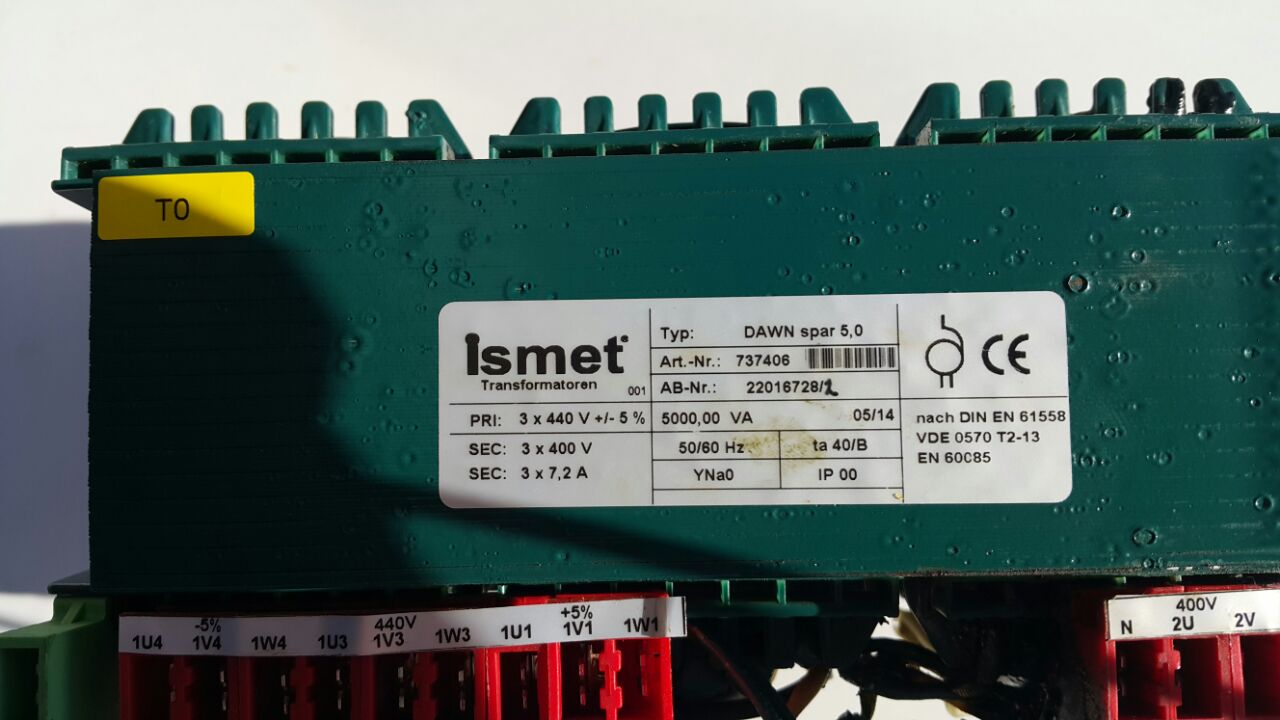 T0
ismet
Transformatoren
001
Typ: DAWN spar 5,0
Art.-Nr.: 737406
AB-Nr.: 22016728/2
PRI: 3 x 440 V +/- 5 %
5000,00 VA 05/14
SEC: 3 x 400 V
50/60 Hz ta 40/B
SEC: 3 x 7,2 A
YNa0 IP 00
CE
nach DIN EN 61558
VDE 0570 T2-13
EN 60085
-5% 440V +5%
1U4 1V4 1W4 1U3 1V3 1W3 1U1 1V1 1W1
400V
N 2U 2V